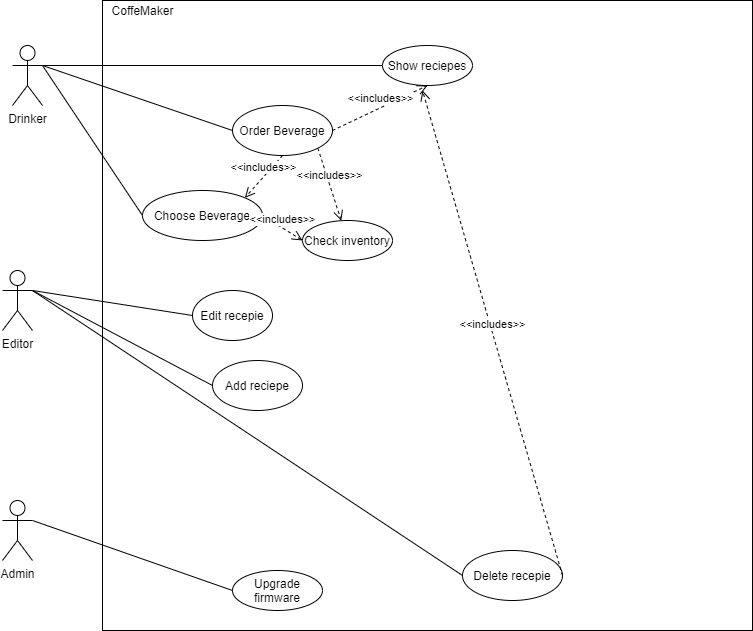 CoffeMaker
Show reciepes
<<includes>>
Drinker
Order Beverage
<<includes>>
<<includes>>
Choose Beverage
<<includes>>
Check inventory
Edit recepie
<<includes>>
Editor
Add reciepe
Admin
Delete recepie
Upgrade
firmware